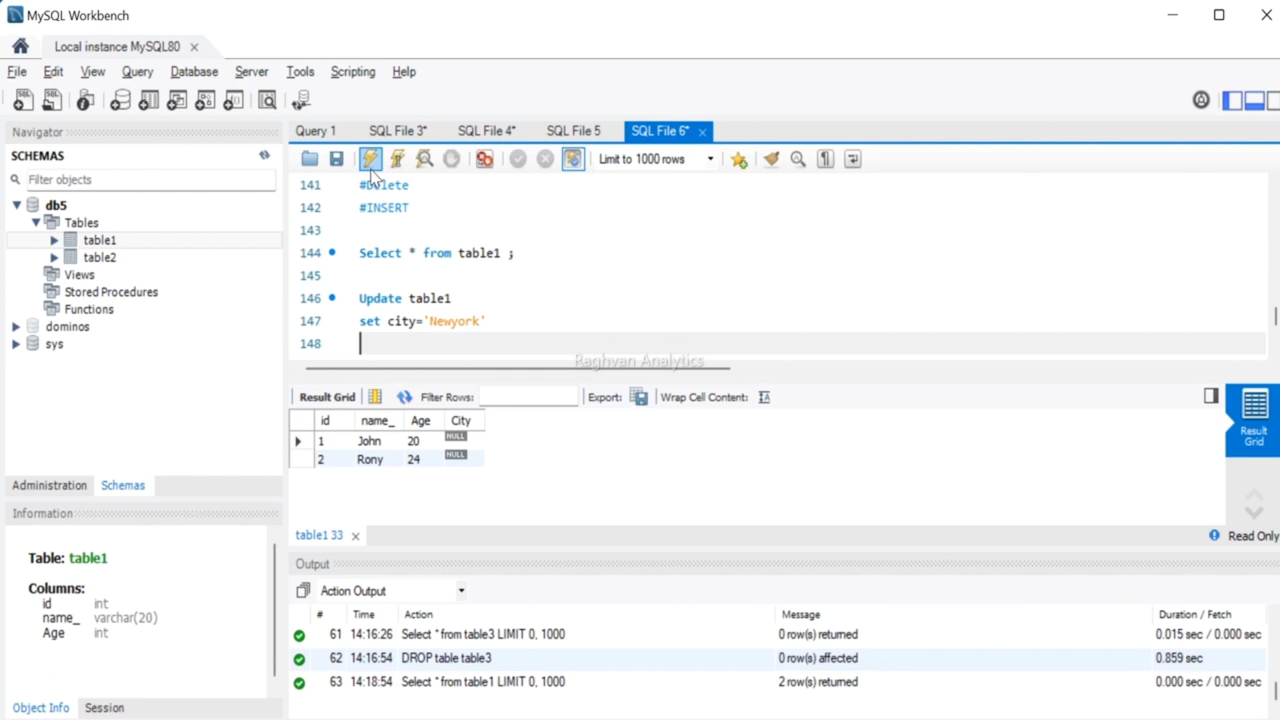 MySQL Workbench
Local instance MySQL80
File Edit View Query Database Server Tools Scripting Help
Navigator
SCHEMAS
Filter objects
db5
Tables
table1
table2
Views
Stored Procedures
Functions
dominos
sys
Administration Schemas
Information
Table: table1
Columns:
id int
name_ varchar(20)
Age int
Object Info Session
Query 1 SQL File 3* SQL File 4* SQL File 5 SQL File 6*
Limit to 1000 rows
141 #Delete
142 #INSERT
143
144 Select * from table1 ;
145
146 Update table1
147 set city='Newyork'
148
Raghvan Analytics
Result Grid Filter Rows: Export: Wrap Cell Content:
id name_ Age City
1 John 20 NULL
2 Rony 24 NULL
Result Grid
table1 33
Read Only
Output
Action Output
# Time Action Message Duration / Fetch
61 14:16:26 Select * from table3 LIMIT 0, 1000 0 row(s) returned 0.015 sec / 0.000 sec
62 14:16:54 DROP table table3 0 row(s) affected 0.859 sec
63 14:18:54 Select * from table1 LIMIT 0, 1000 2 row(s) returned 0.000 sec / 0.000 sec